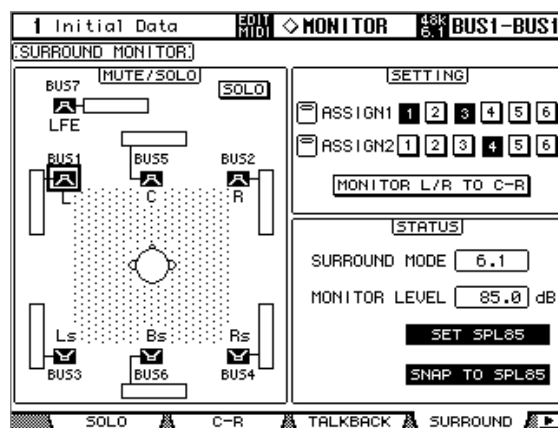 1 Initial Data EDIT MIDI ◇MONITOR 48k 6.1 BUS1-BUS1
SURROUND MONITOR
MUTE/SOLO
SOLO
BUS7
LFE
BUS1 BUS5 BUS2
L C R
Ls Bs Rs
BUS3 BUS6 BUS4
SETTING
ASSIGN1 1 2 3 4 5 6
ASSIGN2 1 2 3 4 5 6
MONITOR L/R TO C-R
STATUS
SURROUND MODE 6.1
MONITOR LEVEL 85.0 dB
SET SPL85
SNAP TO SPL85
SOLO C-R TALKBACK SURROUND